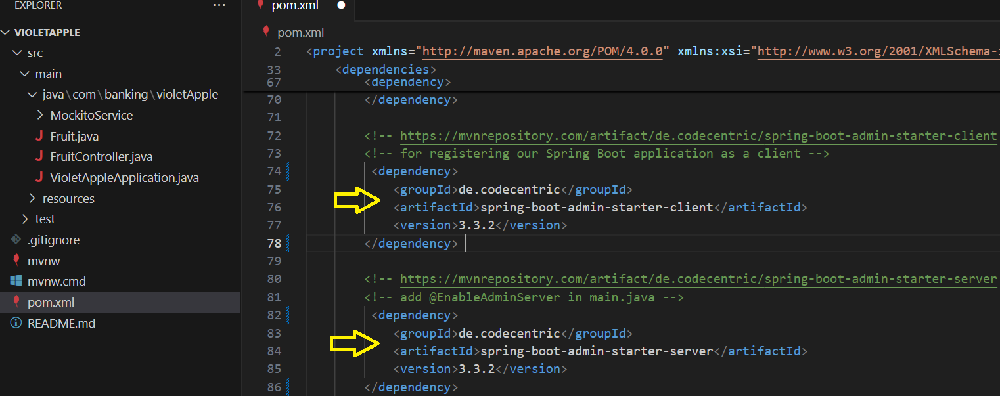 EXPLORER ...
VIOLETAPPLE
src
main
java\com\banking\violetApple
MockitoService
Fruit.java
FruitController.java
VioletAppleApplication.java
resources
test
.gitignore
mvnw
mvnw.cmd
pom.xml
README.md
pom.xml
pom.xml
2 <project xmlns="http://maven.apache.org/POM/4.0.0" xmlns:xsi="http://www.w3.org/2001/XMLSchema-
33 <dependencies>
67 <dependency>
70 </dependency>
71
72 <!-- https://mvnrepository.com/artifact/de.codecentric/spring-boot-admin-starter-client
73 <!-- for registering our Spring Boot application as a client -->
74 <dependency>
75 <groupId>de.codecentric</groupId>
76 <artifactId>spring-boot-admin-starter-client</artifactId>
77 <version>3.3.2</version>
78 </dependency>
79
80 <!-- https://mvnrepository.com/artifact/de.codecentric/spring-boot-admin-starter-server
81 <!-- add @EnableAdminServer in main.java -->
82 <dependency>
83 <groupId>de.codecentric</groupId>
84 <artifactId>spring-boot-admin-starter-server</artifactId>
85 <version>3.3.2</version>
86 </dependency>